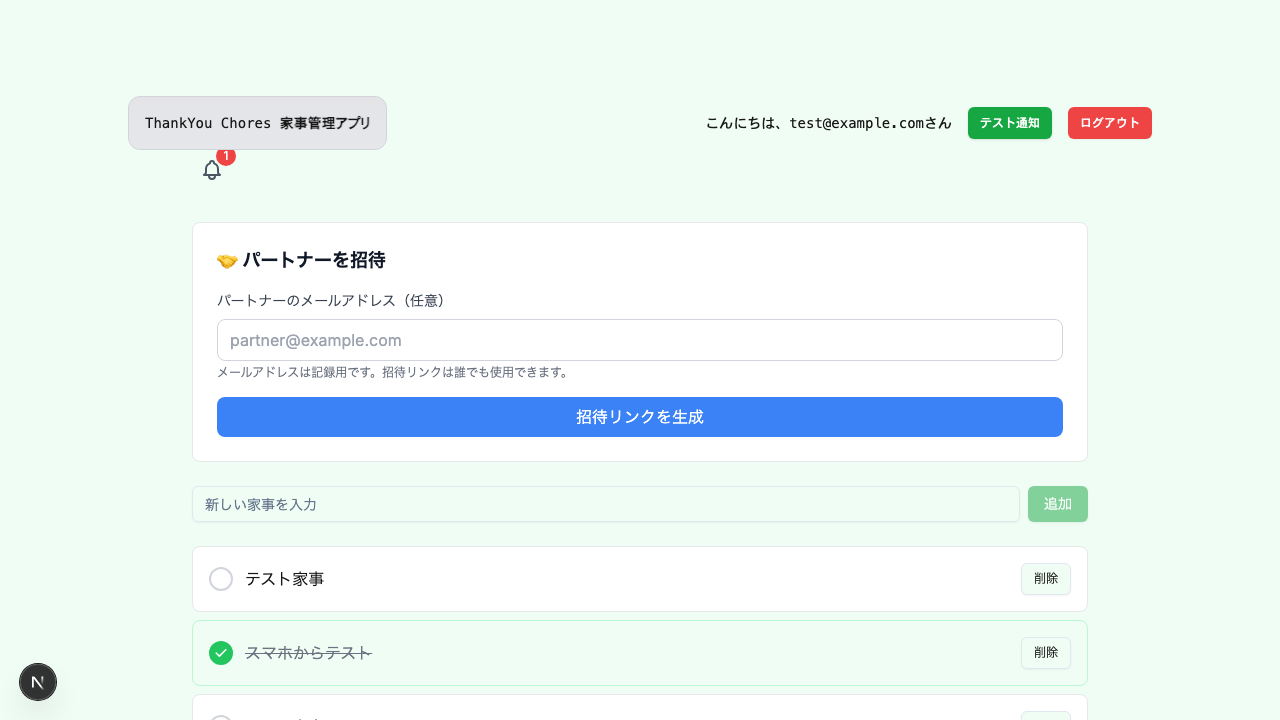 ThankYou Chores 家事管理アプリ
こんにちは、test@example.comさん
テスト通知
ログアウト
1
🤝 パートナーを招待
パートナーのメールアドレス（任意）
partner@example.com
メールアドレスは記録用です。招待リンクは誰でも使用できます。
招待リンクを生成
新しい家事を入力
追加
テスト家事
削除
スマホからテスト
削除
N